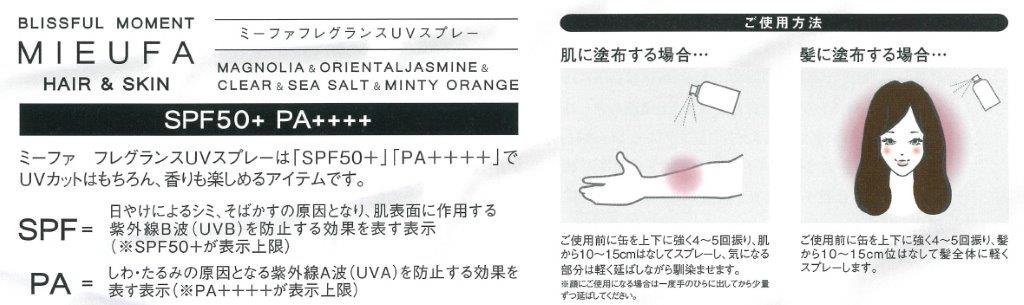 BLISSFUL MOMENT
MIEUFA
HAIR & SKIN
ミーファフレグランスUVスプレー
MAGNOLIA & ORIENTALJASMINE &
CLEAR & SEA SALT & MINTY ORANGE
SPF50+ PA++++
ミーファ　フレグランスUVスプレーは「SPF50+」「PA++++」で
UVカットはもちろん、香りも楽しめるアイテムです。
SPF=
日やけによるシミ、そばかすの原因となり、肌表面に作用する
紫外線B波(UVB)を防止する効果を表す表示
(※SPF50+が表示上限)
PA =
しわ・たるみの原因となる紫外線A波(UVA)を防止する効果を
表す表示(※PA++++が表示上限)
ご使用方法
肌に塗布する場合…
ご使用前に缶を上下に強く4〜5回振り、肌
から10〜15cmはなしてスプレーし、気になる
部分は軽く延ばしながら馴染ませます。
※顔にご使用になる場合は一度手のひらに出してから少量
ずつ延ばしてください。
髪に塗布する場合…
ご使用前に缶を上下に強く4〜5回振り、髪
から10〜15cm位はなして髪全体に軽く
スプレーします。